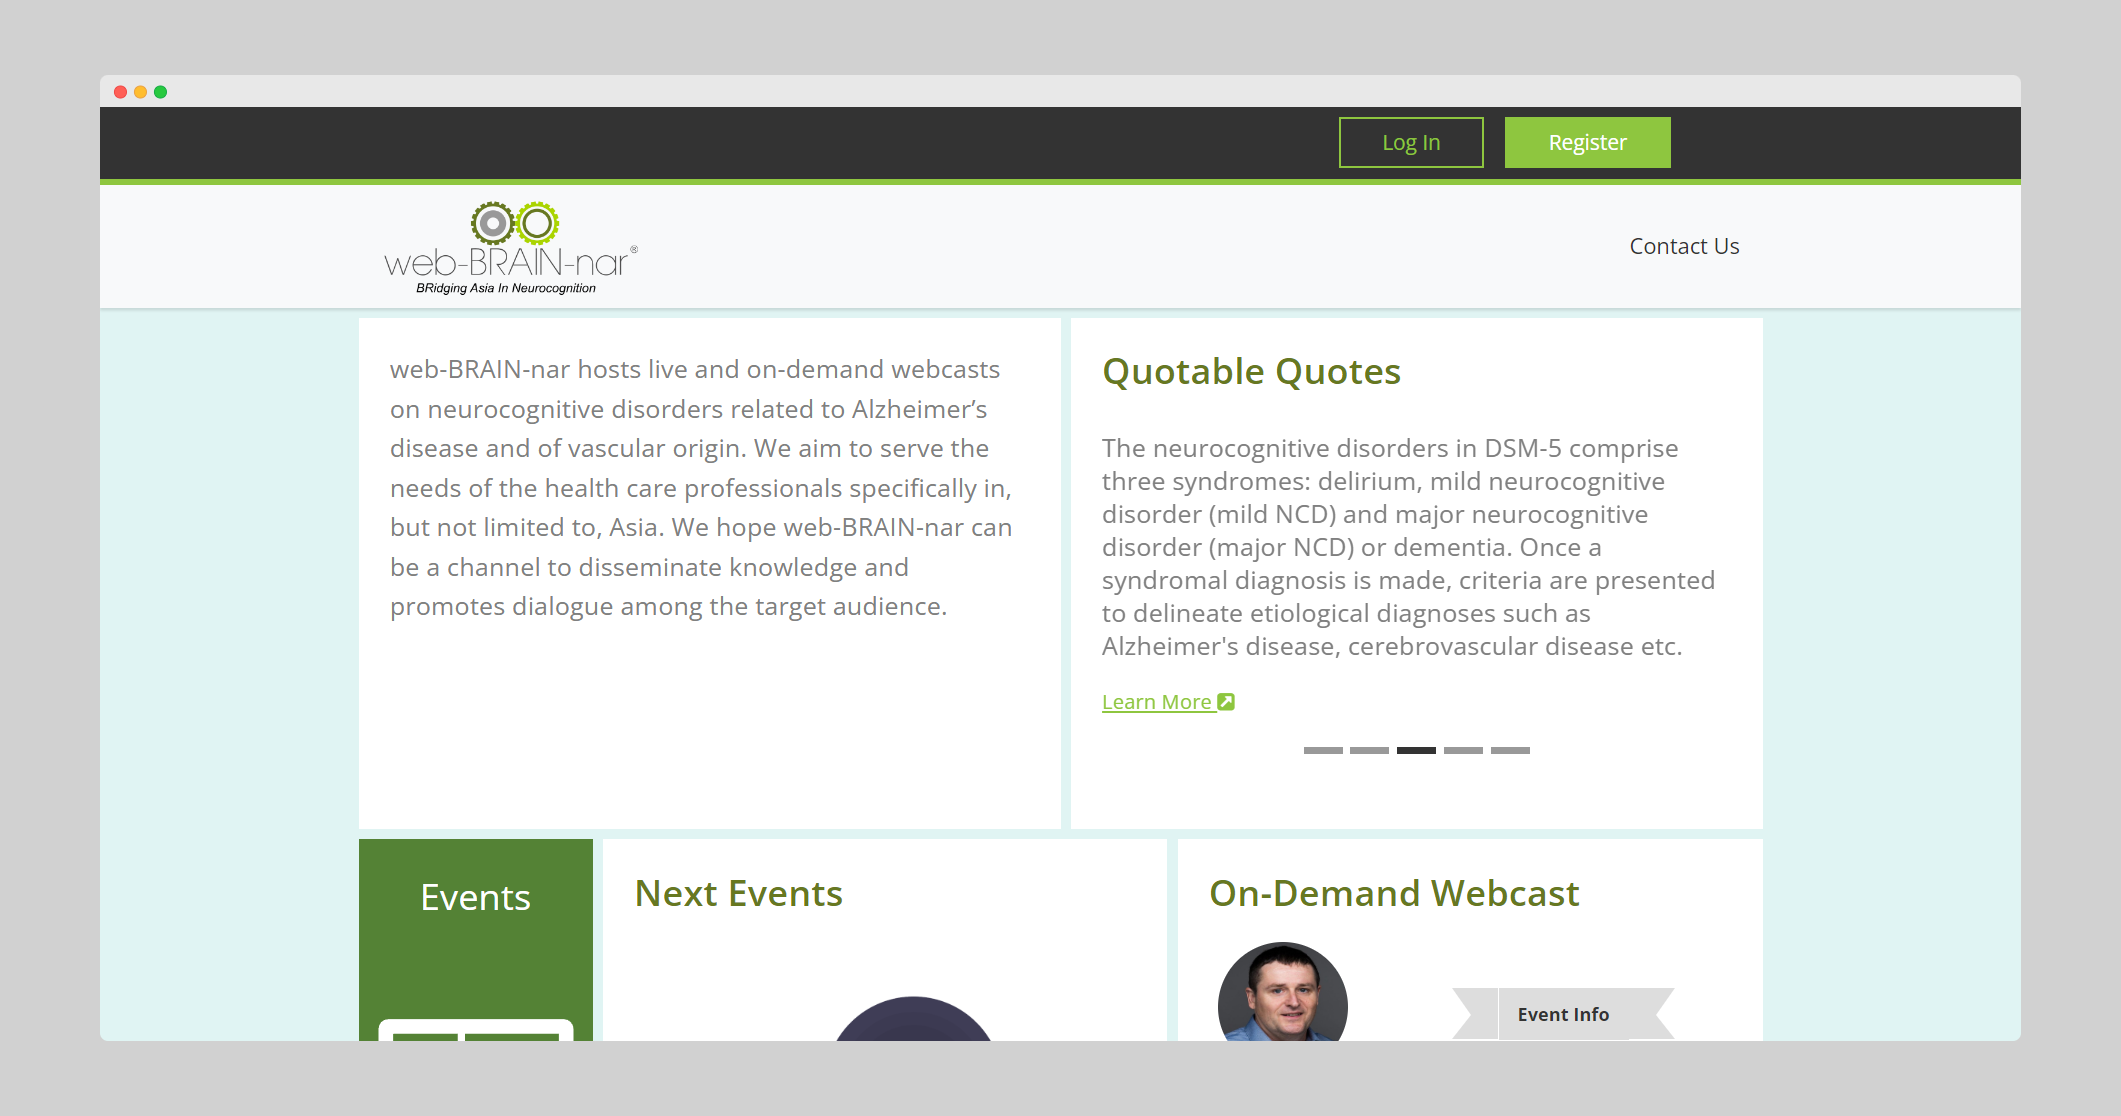 Log In
Register
web-BRAIN-nar®
BRidging Asia In Neurocognition
Contact Us
web-BRAIN-nar hosts live and on-demand webcasts
on neurocognitive disorders related to Alzheimer’s
disease and of vascular origin. We aim to serve the
needs of the health care professionals specifically in,
but not limited to, Asia. We hope web-BRAIN-nar can
be a channel to disseminate knowledge and
promotes dialogue among the target audience.
Quotable Quotes
The neurocognitive disorders in DSM-5 comprise
three syndromes: delirium, mild neurocognitive
disorder (mild NCD) and major neurocognitive
disorder (major NCD) or dementia. Once a
syndromal diagnosis is made, criteria are presented
to delineate etiological diagnoses such as
Alzheimer's disease, cerebrovascular disease etc.
Learn More
Events
Next Events
On-Demand Webcast
Event Info